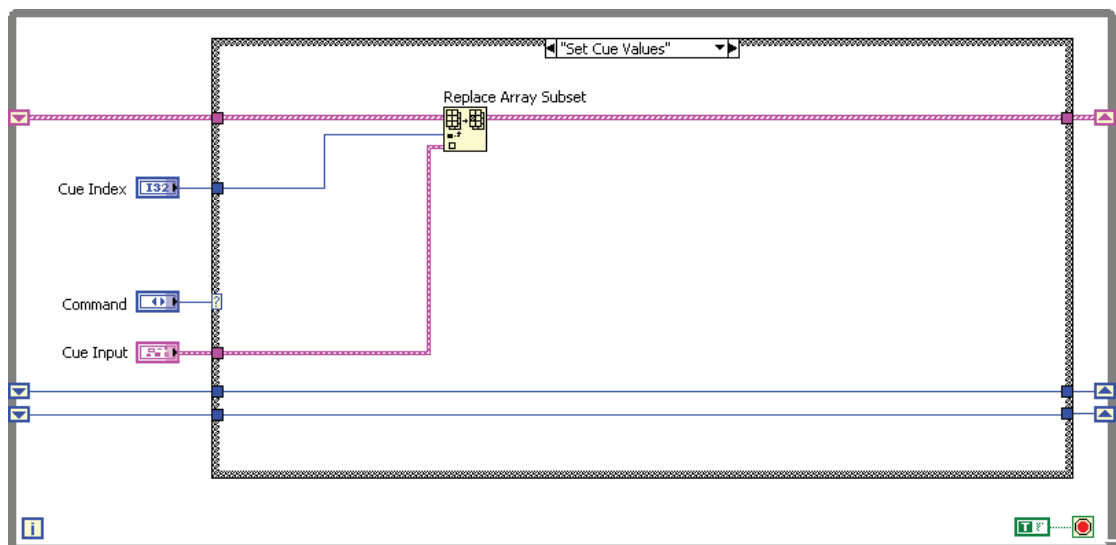 "Set Cue Values"
Replace Array Subset
Cue Index
I32
Command
?
Cue Input
i
T